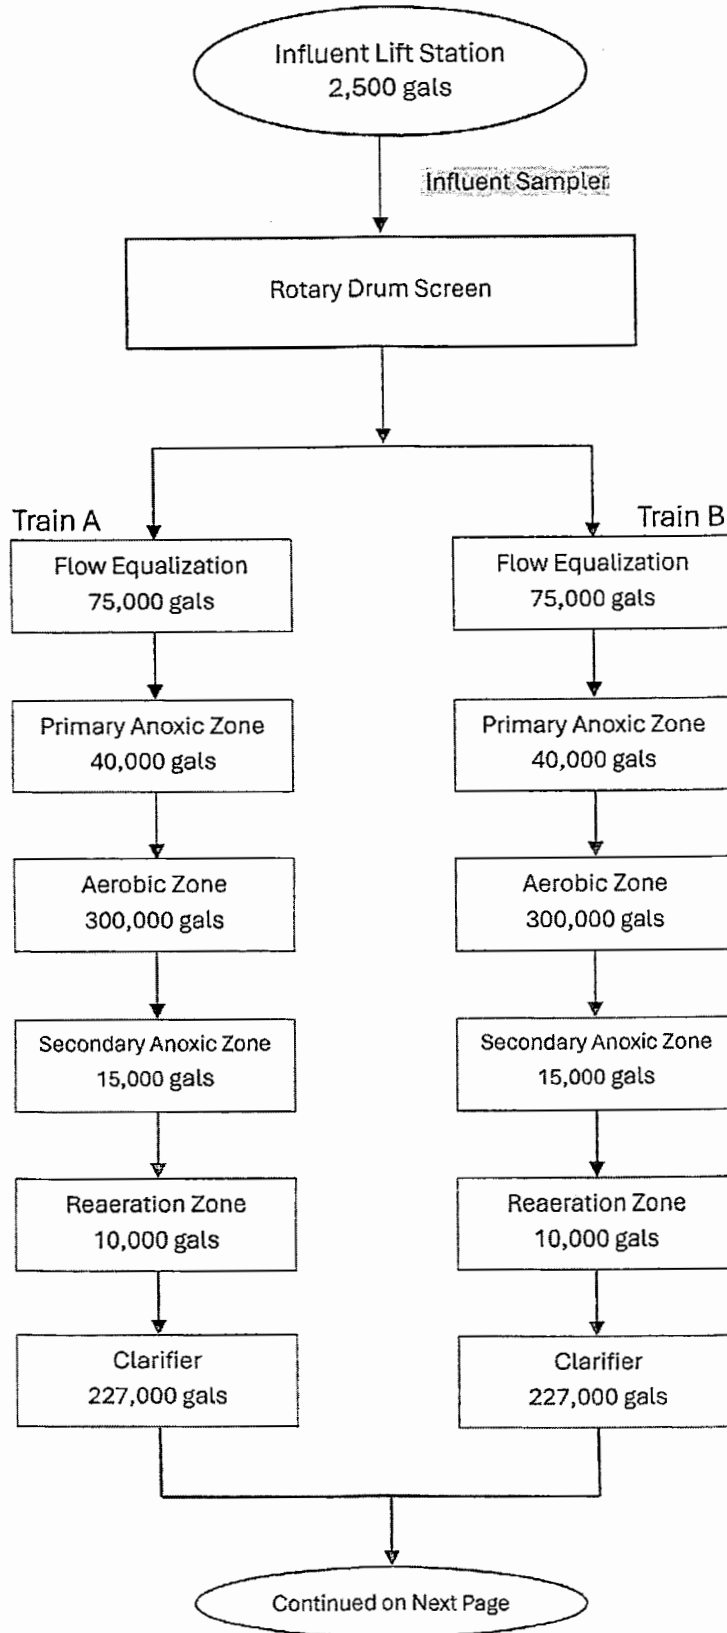 Influent Lift Station
2,500 gals
Influent Sampler
Rotary Drum Screen
Train A
Train B
Flow Equalization
75,000 gals
Flow Equalization
75,000 gals
Primary Anoxic Zone
40,000 gals
Primary Anoxic Zone
40,000 gals
Aerobic Zone
300,000 gals
Aerobic Zone
300,000 gals
Secondary Anoxic Zone
15,000 gals
Secondary Anoxic Zone
15,000 gals
Reaeration Zone
10,000 gals
Reaeration Zone
10,000 gals
Clarifier
227,000 gals
Clarifier
227,000 gals
Continued on Next Page